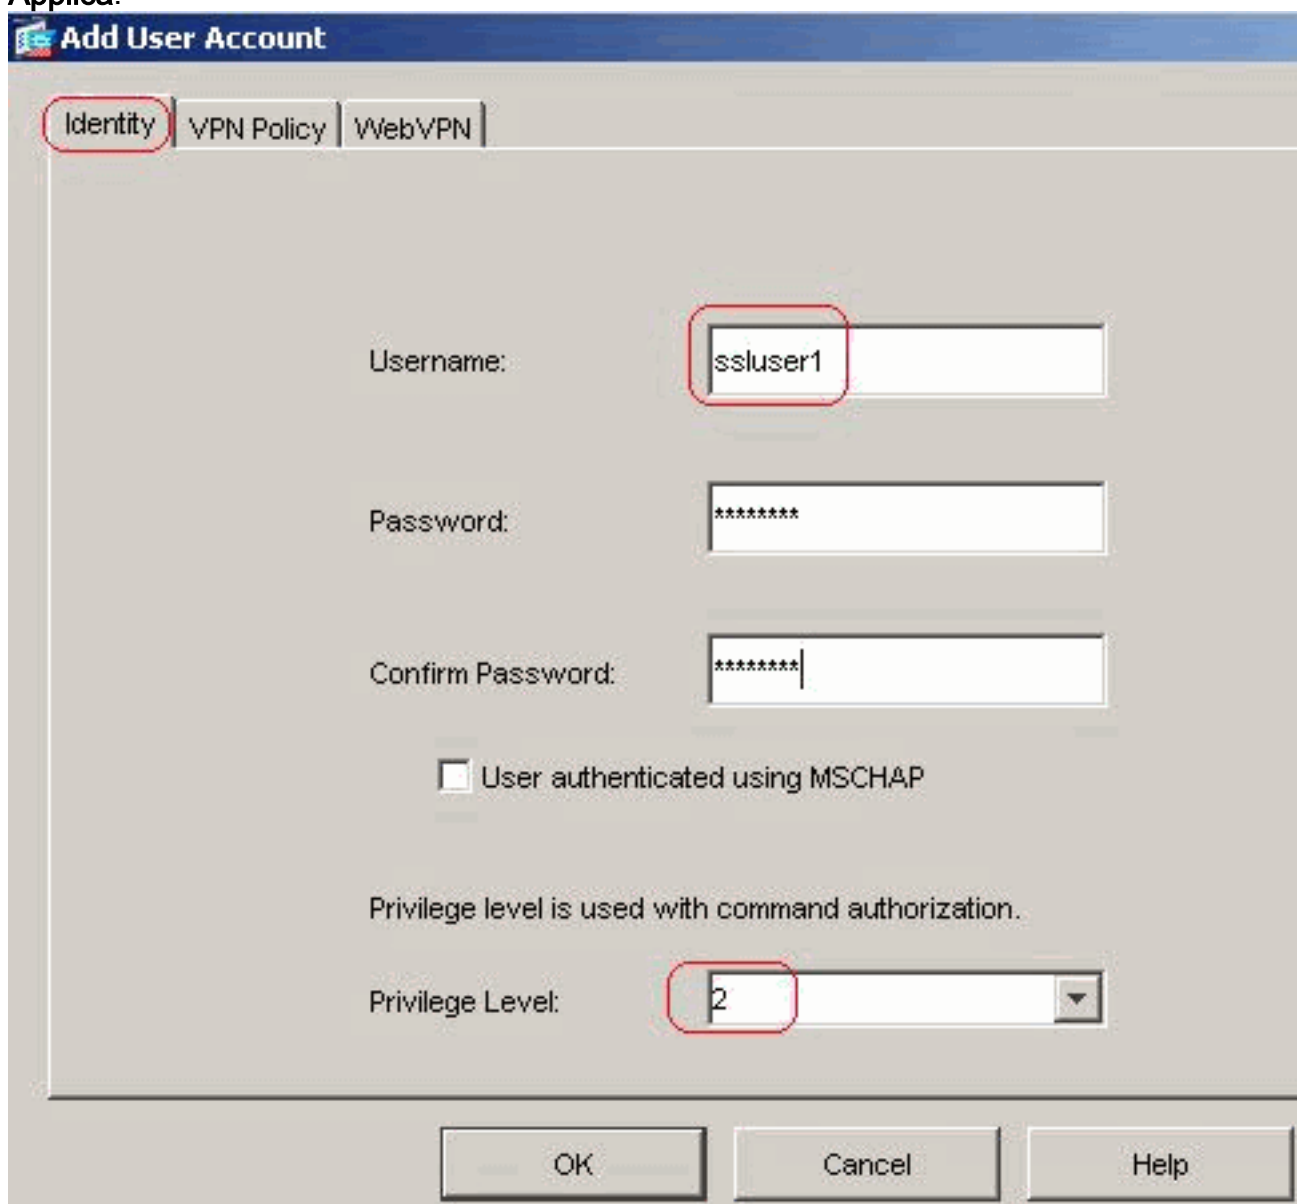 Applica.
Add User Account
Identity VPN Policy WebVPN
Username: ssluser1
Password: ********
Confirm Password: ********
User authenticated using MSCHAP
Privilege level is used with command authorization.
Privilege Level: 2
OK Cancel Help